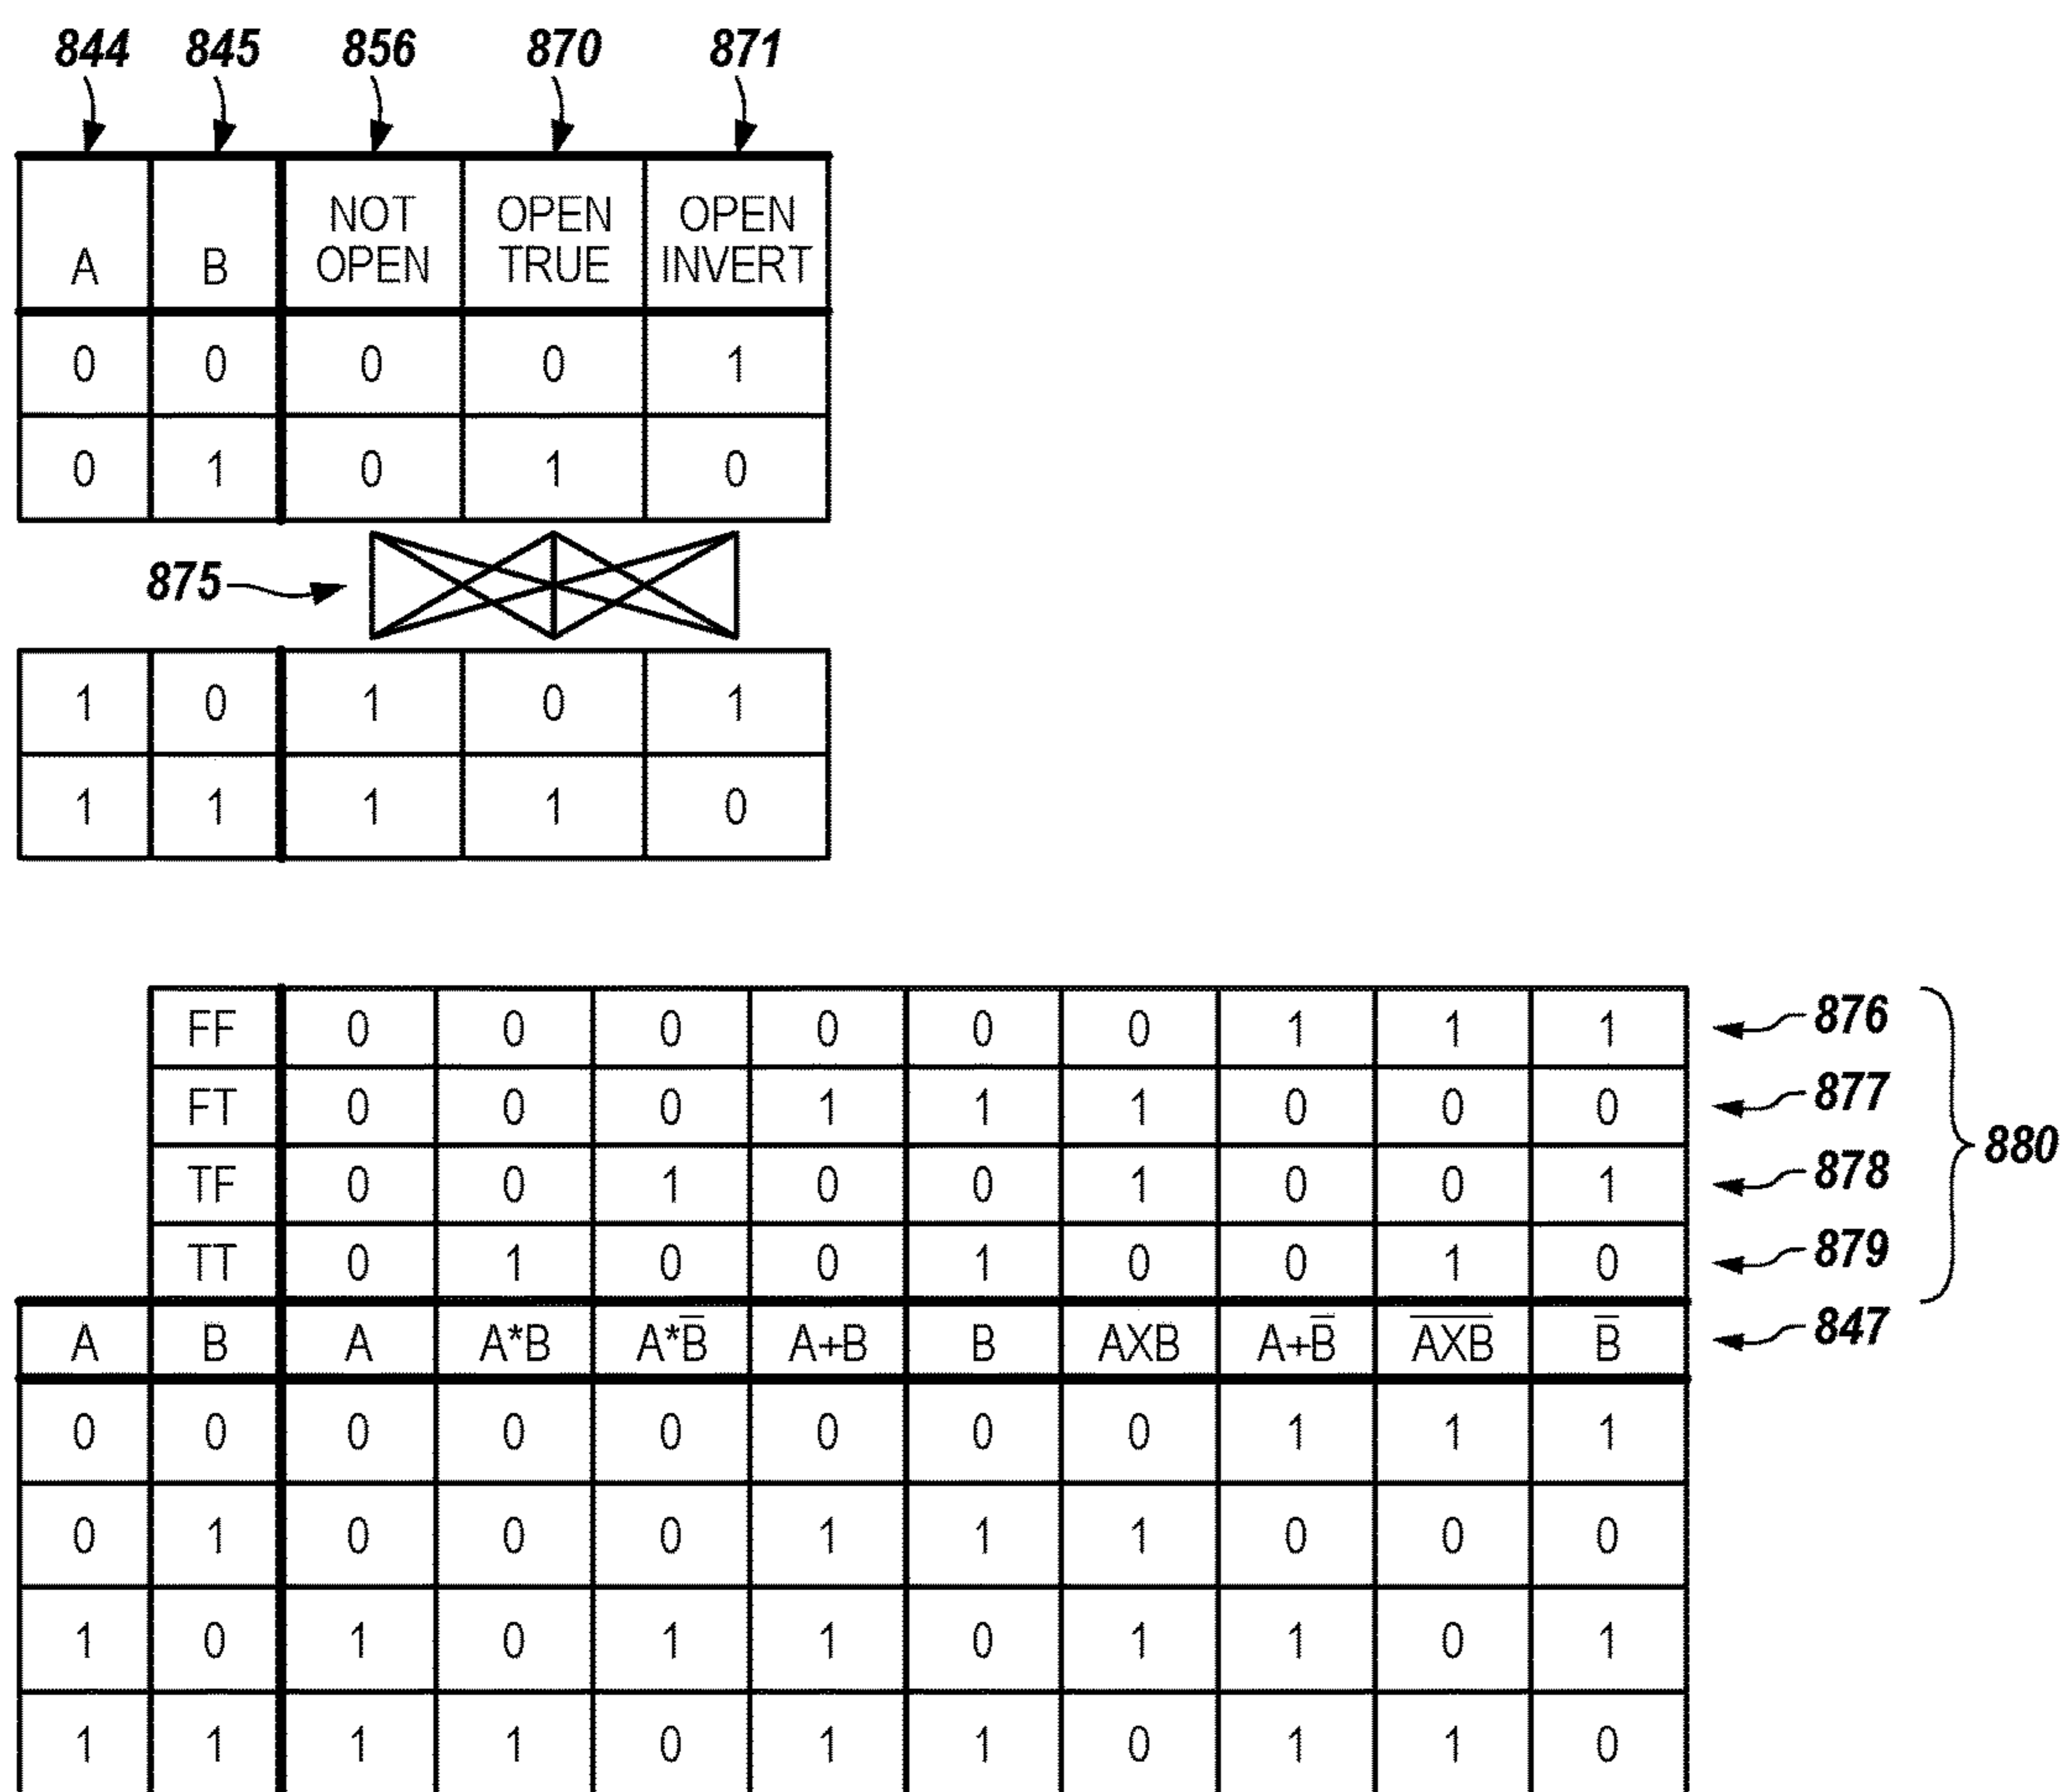 844 845 856 870 871
A B NOT OPEN OPEN TRUE OPEN INVERT
0 0 0 0 1
0 1 0 1 0
875
1 0 1 0 1
1 1 1 1 0
FF 0 0 0 0 0 0 1 1 1 876
FT 0 0 0 1 1 1 0 0 0 877
880
TF 0 0 1 0 0 1 0 0 1 878
TT 0 1 0 0 1 0 0 1 0 879
A B A A*B A*B̅ A+B B AXB A+B̅ A̅X̅B̅ B̅ 847
0 0 0 0 0 0 0 0 1 1 1
0 1 0 0 0 1 1 1 0 0 0
1 0 1 0 1 1 0 1 1 0 1
1 1 1 1 0 1 1 0 1 1 0